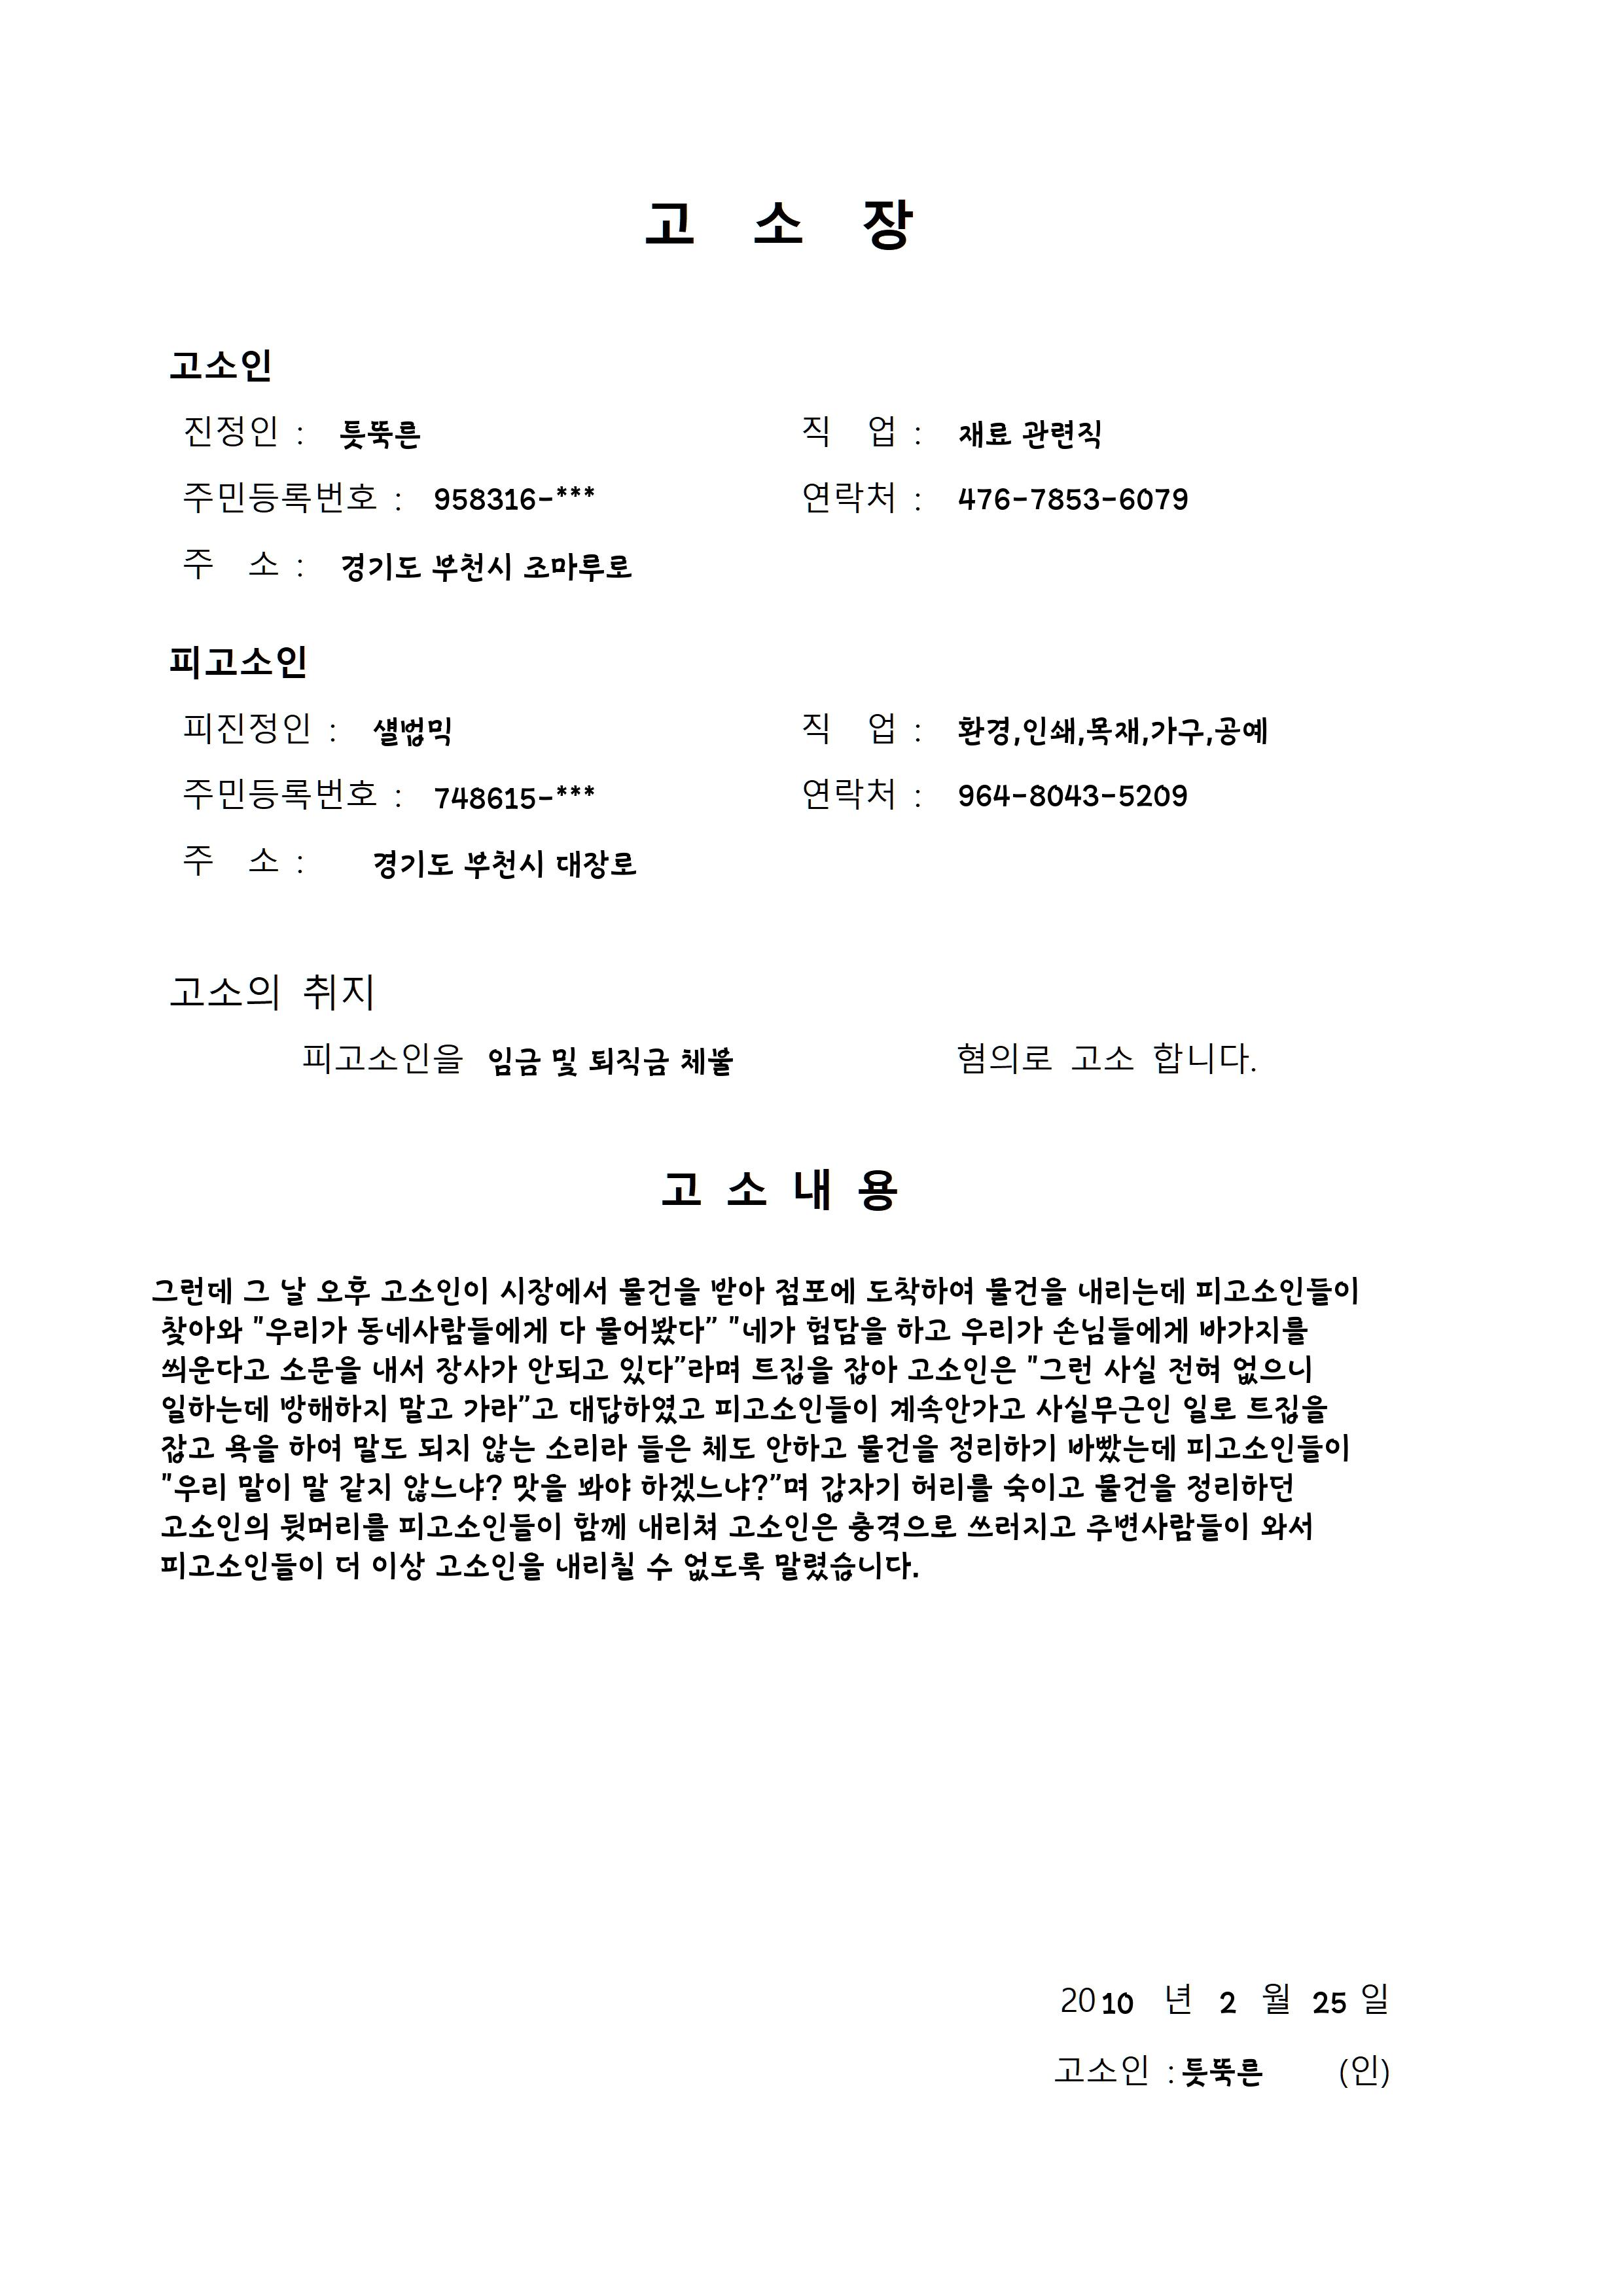 고 소 장
고소인
진정인 : 틋뚝른 직 업 : 재료 관련직
주민등록번호 : 958316-*** 연락처 : 476-7853-6079
주 소 : 경기도 부천시 조마루로
피고소인
피진정인 : 섈법믹 직 업 : 환경,인쇄,목재,가구,공예
주민등록번호 : 748615-*** 연락처 : 964-8043-5209
주 소 : 경기도 부천시 대장로
고소의 취지
피고소인을 임금 및 퇴직금 체불 혐의로 고소 합니다.
고 소 내 용
그런데 그 날 오후 고소인이 시장에서 물건을 받아 점포에 도착하여 물건을 내리는데 피고소인들이
찾아와 "우리가 동네사람들에게 다 물어봤다" "네가 험담을 하고 우리가 손님들에게 바가지를
씌운다고 소문을 내서 장사가 안되고 있다"라며 트집을 잡아 고소인은 "그런 사실 전혀 없으니
일하는데 방해하지 말고 가라"고 대답하였고 피고소인들이 계속안가고 사실무근인 일로 트집을
잡고 욕을 하여 말도 되지 않는 소리라 들은 체도 안하고 물건을 정리하기 바빴는데 피고소인들이
"우리 말이 말 같지 않느냐? 맛을 봐야 하겠느냐?"며 갑자기 허리를 숙이고 물건을 정리하던
고소인의 뒷머리를 피고소인들이 함께 내리쳐 고소인은 충격으로 쓰러지고 주변사람들이 와서
피고소인들이 더 이상 고소인을 내리칠 수 없도록 말렸습니다.
2010 년 2 월 25 일
고소인 : 틋뚝른 (인)